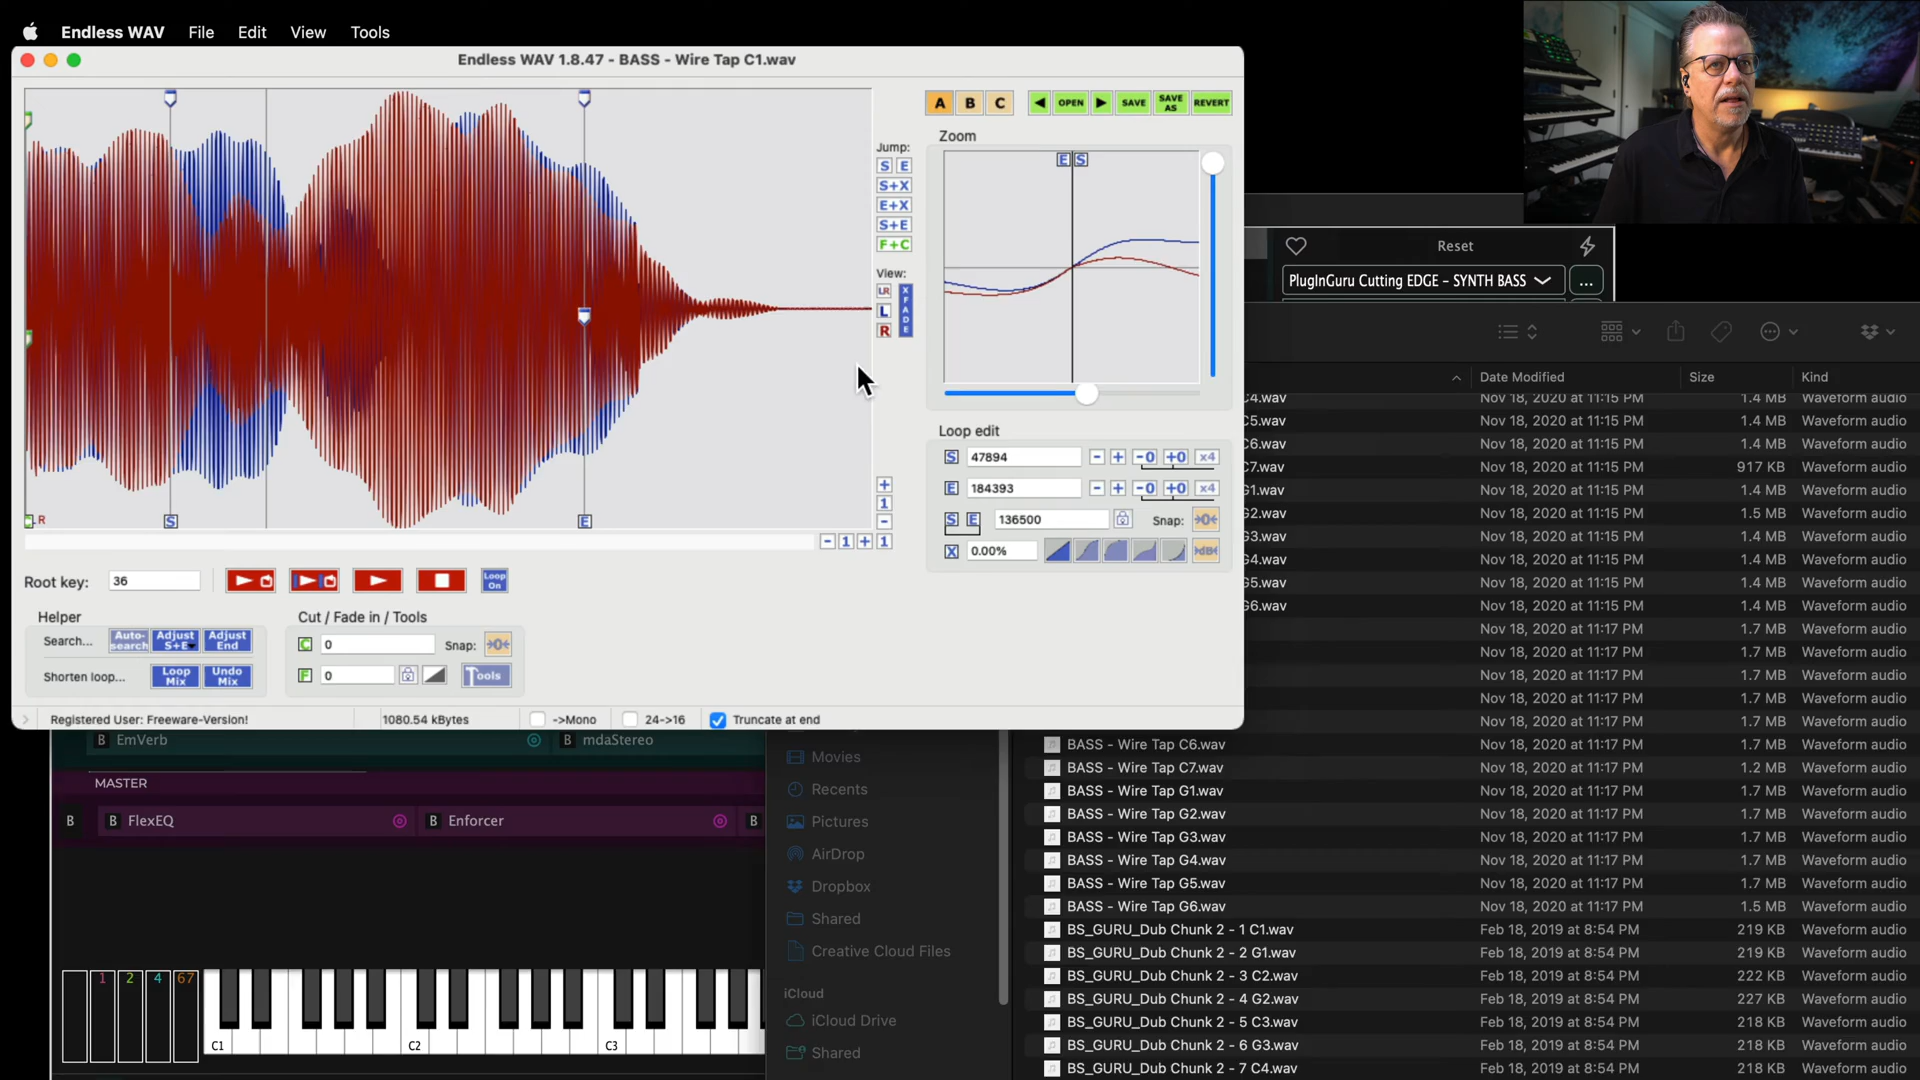 Endless WAV File Edit View Tools
Endless WAV 1.8.47 - BASS - Wire Tap C1.wav
A B C OPEN SAVE SAVE AS REVERT
Zoom
E S
Jump:
S E
S+X
E+X
S+E
F+C
View:
LR
L
R
XFADE
LR
S E
+
1
-
- 1 + 1
Loop edit
S 47894 - + -0 +0 x4
E 184393 - + -0 +0 x4
S E 136500 Snap:
X 0.00% dB
Root key: 36 Loop On
Helper
Search... Auto-search Adjust S+E Adjust End
Shorten loop... Loop Mix Undo Mix
Cut / Fade in / Tools
C 0 Snap:
F 0 Tools
Registered User: Freeware-Version! 1080.54 kBytes ->Mono 24->16 Truncate at end
Reset
PlugInGuru Cutting EDGE - SYNTH BASS ...
Date Modified Size Kind
C4.wav Nov 18, 2020 at 11:15 PM 1.4 MB Waveform audio
C5.wav Nov 18, 2020 at 11:15 PM 1.4 MB Waveform audio
C6.wav Nov 18, 2020 at 11:15 PM 1.4 MB Waveform audio
C7.wav Nov 18, 2020 at 11:15 PM 917 KB Waveform audio
G1.wav Nov 18, 2020 at 11:15 PM 1.4 MB Waveform audio
G2.wav Nov 18, 2020 at 11:15 PM 1.5 MB Waveform audio
G3.wav Nov 18, 2020 at 11:15 PM 1.4 MB Waveform audio
G4.wav Nov 18, 2020 at 11:15 PM 1.4 MB Waveform audio
G5.wav Nov 18, 2020 at 11:15 PM 1.4 MB Waveform audio
G6.wav Nov 18, 2020 at 11:15 PM 1.4 MB Waveform audio
Nov 18, 2020 at 11:17 PM 1.7 MB Waveform audio
Nov 18, 2020 at 11:17 PM 1.7 MB Waveform audio
Nov 18, 2020 at 11:17 PM 1.7 MB Waveform audio
Nov 18, 2020 at 11:17 PM 1.7 MB Waveform audio
Nov 18, 2020 at 11:17 PM 1.7 MB Waveform audio
BASS - Wire Tap C6.wav Nov 18, 2020 at 11:17 PM 1.7 MB Waveform audio
BASS - Wire Tap C7.wav Nov 18, 2020 at 11:17 PM 1.2 MB Waveform audio
BASS - Wire Tap G1.wav Nov 18, 2020 at 11:17 PM 1.7 MB Waveform audio
BASS - Wire Tap G2.wav Nov 18, 2020 at 11:17 PM 1.7 MB Waveform audio
BASS - Wire Tap G3.wav Nov 18, 2020 at 11:17 PM 1.7 MB Waveform audio
BASS - Wire Tap G4.wav Nov 18, 2020 at 11:17 PM 1.7 MB Waveform audio
BASS - Wire Tap G5.wav Nov 18, 2020 at 11:17 PM 1.7 MB Waveform audio
BASS - Wire Tap G6.wav Nov 18, 2020 at 11:17 PM 1.5 MB Waveform audio
BS_GURU_Dub Chunk 2 - 1 C1.wav Feb 18, 2019 at 8:54 PM 219 KB Waveform audio
BS_GURU_Dub Chunk 2 - 2 G1.wav Feb 18, 2019 at 8:54 PM 219 KB Waveform audio
BS_GURU_Dub Chunk 2 - 3 C2.wav Feb 18, 2019 at 8:54 PM 222 KB Waveform audio
BS_GURU_Dub Chunk 2 - 4 G2.wav Feb 18, 2019 at 8:54 PM 227 KB Waveform audio
BS_GURU_Dub Chunk 2 - 5 C3.wav Feb 18, 2019 at 8:54 PM 218 KB Waveform audio
BS_GURU_Dub Chunk 2 - 6 G3.wav Feb 18, 2019 at 8:54 PM 218 KB Waveform audio
BS_GURU_Dub Chunk 2 - 7 C4.wav Feb 18, 2019 at 8:54 PM 218 KB Waveform audio
Movies
Recents
Pictures
AirDrop
Dropbox
Shared
Creative Cloud Files
iCloud
iCloud Drive
Shared
B EmVerb B mdaStereo
MASTER
B B FlexEQ B Enforcer B
1 2 4 67
C1 C2 C3